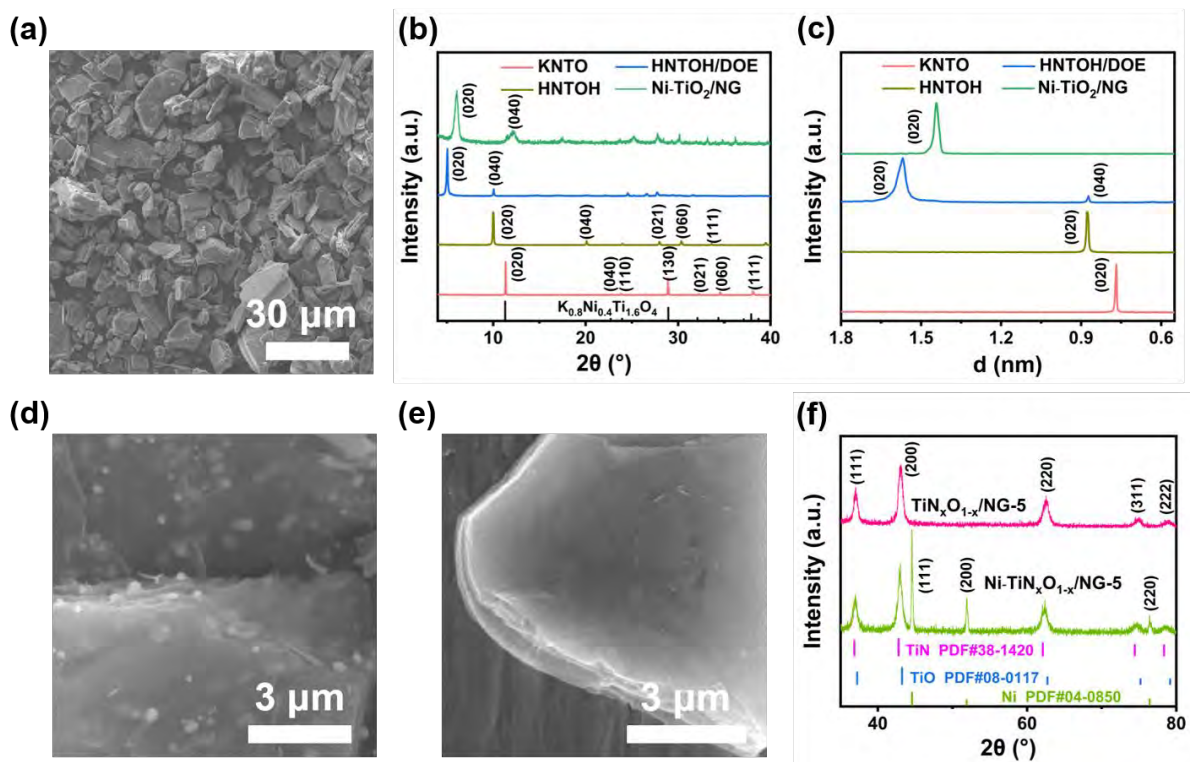 (a)
30 μm
(b)
KNTO
HNTOH/DOE
HNTOH
Ni-TiO₂/NG
(020)
(040)
(020)
(040)
(020)
(040)
(021)
(060)
(111)
(020)
(040)
(110)
(130)
(021)
(060)
(111)
K₀.₈Ni₀.₄Ti₁.₆O₄
Intensity (a.u.)
10
20
30
40
2θ (°)
(c)
KNTO
HNTOH/DOE
HNTOH
Ni-TiO₂/NG
(020)
(020)
(040)
(020)
(020)
Intensity (a.u.)
1.8
1.5
1.2
0.9
0.6
d (nm)
(d)
3 μm
(e)
3 μm
(f)
(111)
(200)
(220)
(311)
(222)
TiNₓO₁₋ₓ/NG-5
(111)
(200)
(220)
Ni-TiNₓO₁₋ₓ/NG-5
TiN PDF#38-1420
TiO PDF#08-0117
Ni PDF#04-0850
Intensity (a.u.)
40
60
80
2θ (°)